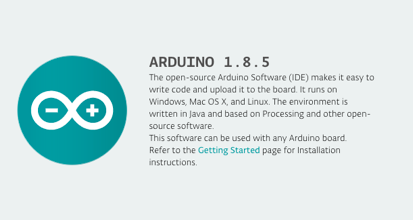 ARDUINO 1.8.5
The open-source Arduino Software (IDE) makes it easy to
write code and upload it to the board. It runs on
Windows, Mac OS X, and Linux. The environment is
written in Java and based on Processing and other open-
source software.
This software can be used with any Arduino board.
Refer to the Getting Started page for Installation
instructions.